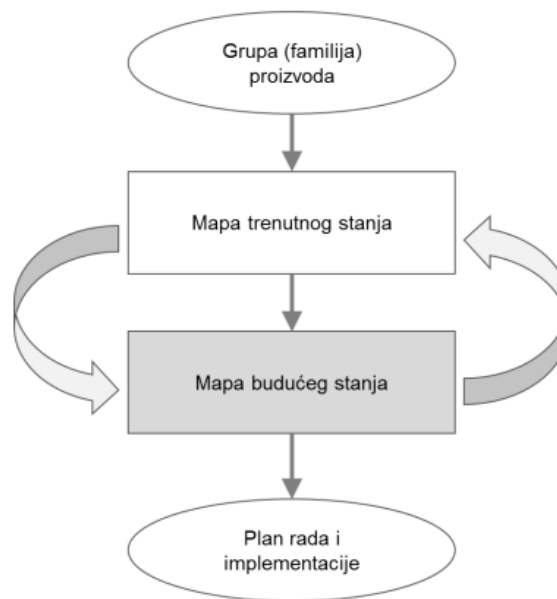 Grupa (familija)
proizvoda
Mapa trenutnog stanja
Mapa budućeg stanja
Plan rada i
implementacije